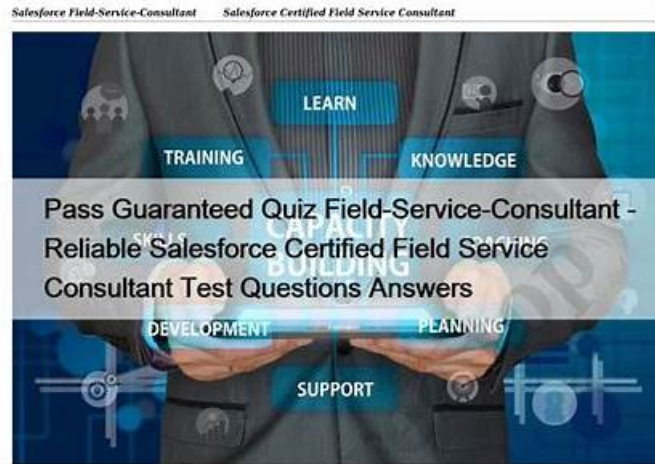 Salesforce Field-Service-Consultant Salesforce Certified Field Service Consultant
LEARN
TRAINING KNOWLEDGE
Pass Guaranteed Quiz Field-Service-Consultant -
SKILLS CAPACITY
Reliable Salesforce Certified Field Service
BUILDING
Consultant Test Questions Answers
DEVELOPMENT PLANNING
SUPPORT